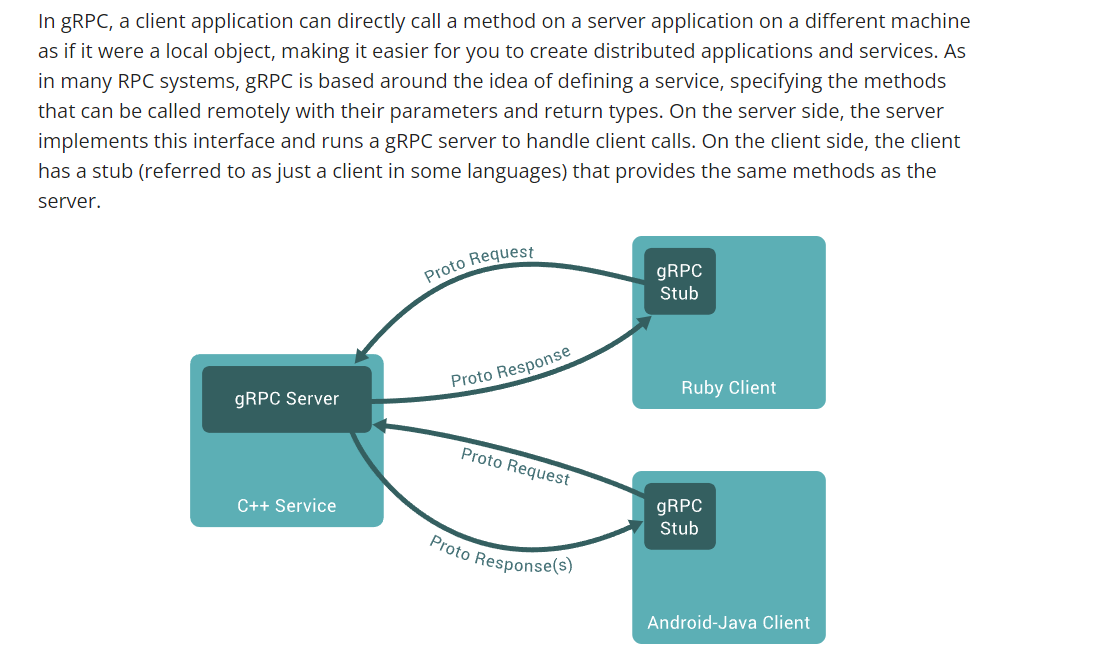 In gRPC, a client application can directly call a method on a server application on a different machine
as if it were a local object, making it easier for you to create distributed applications and services. As
in many RPC systems, gRPC is based around the idea of defining a service, specifying the methods
that can be called remotely with their parameters and return types. On the server side, the server
implements this interface and runs a gRPC server to handle client calls. On the client side, the client
has a stub (referred to as just a client in some languages) that provides the same methods as the
server.
Proto Request
gRPC
Stub
Proto Response
Ruby Client
gRPC Server
C++ Service
Proto Request
gRPC
Stub
Proto Response(s)
Android-Java Client